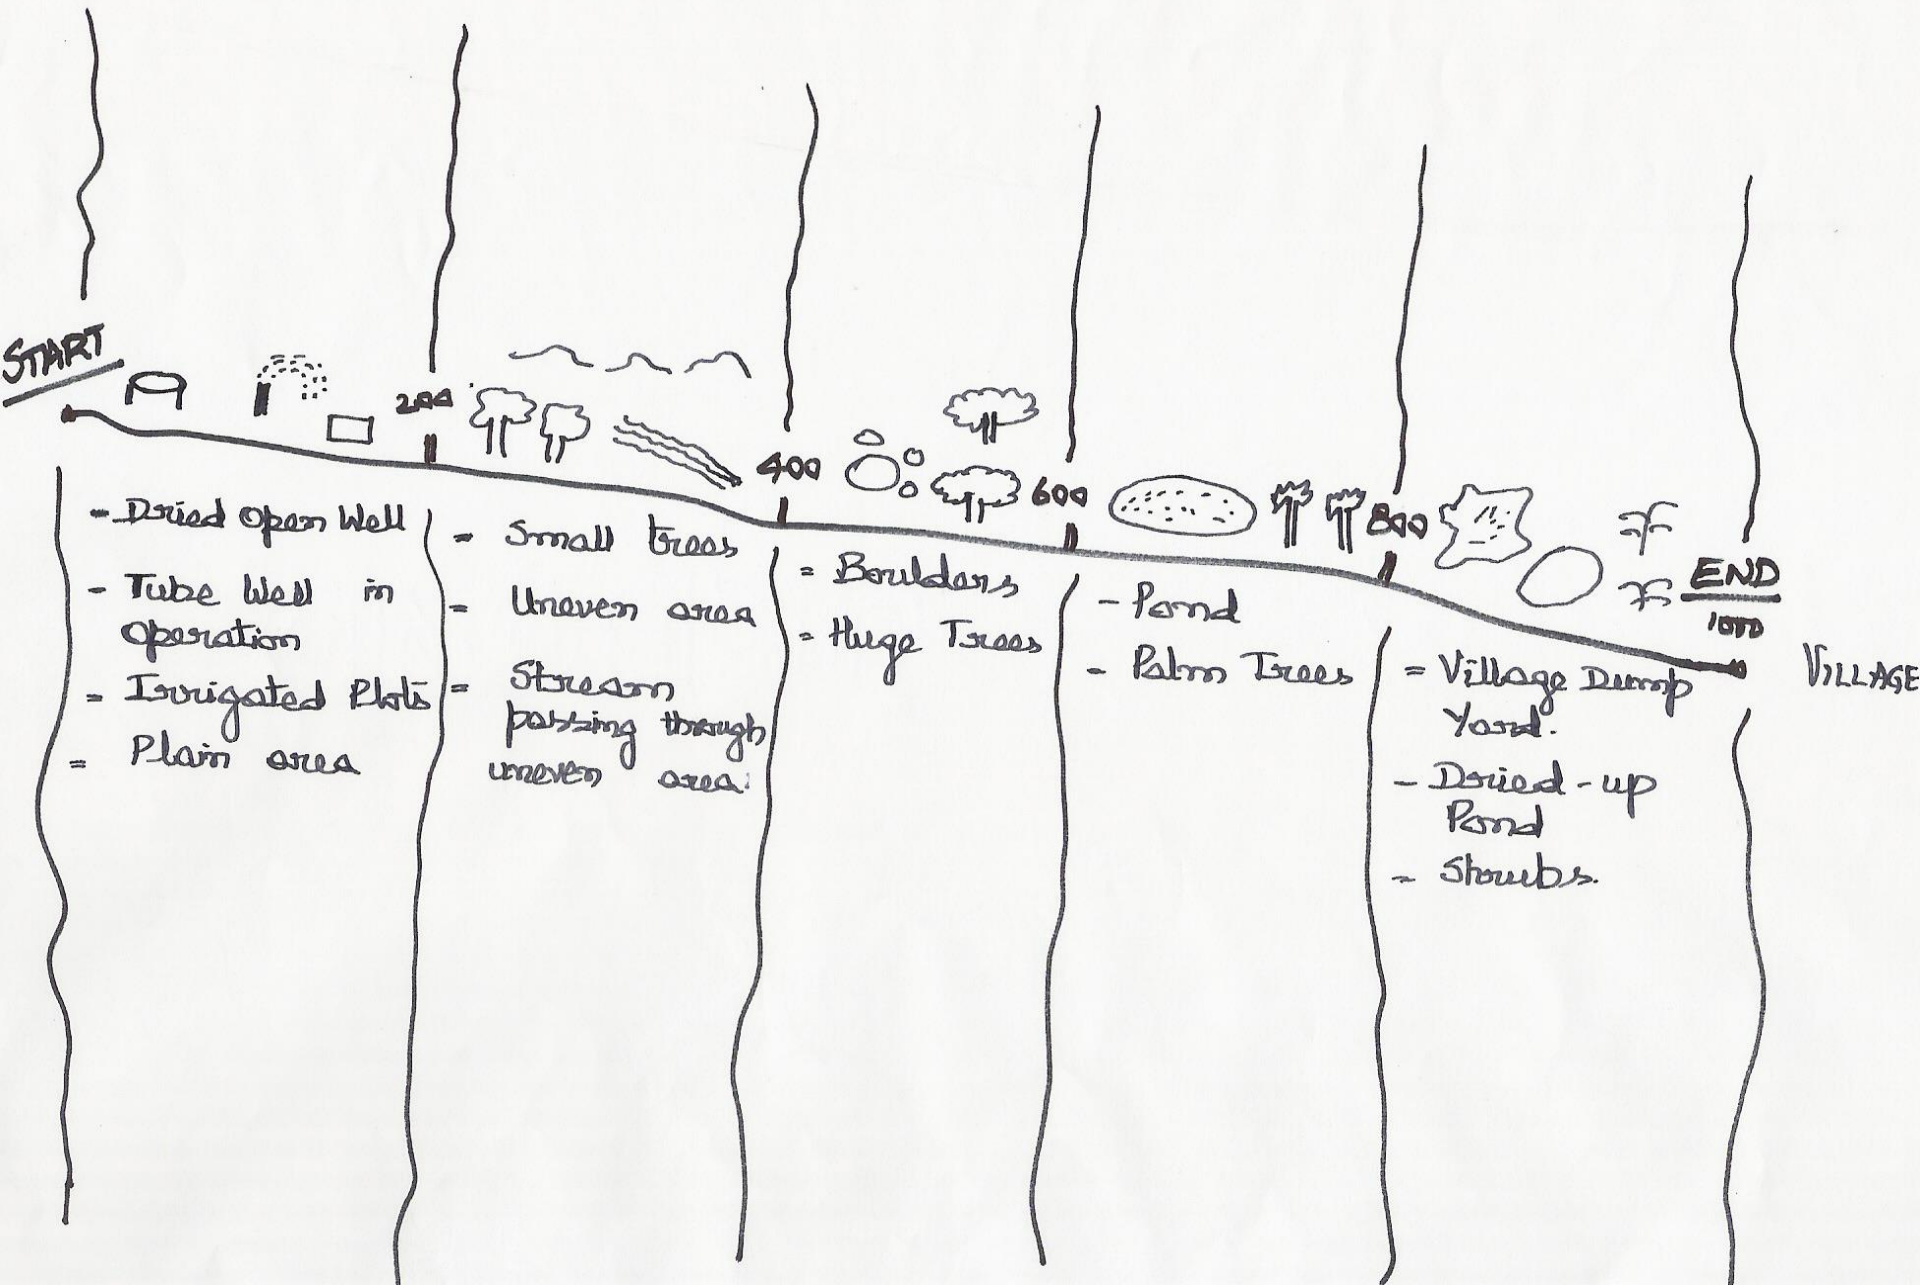 START
200
400
600
800
END
1000
VILLAGE
- Dried open Well
- Tube Well in
operation
= Irrigated Plots
= Plain area
= Small trees
= Uneven area
= Stream
passing through
uneven area.
= Boulders
= Huge Trees
- Pond
- Palm Trees
= Village Dump
Yard.
- Dried-up
Pond
= Shrubs.